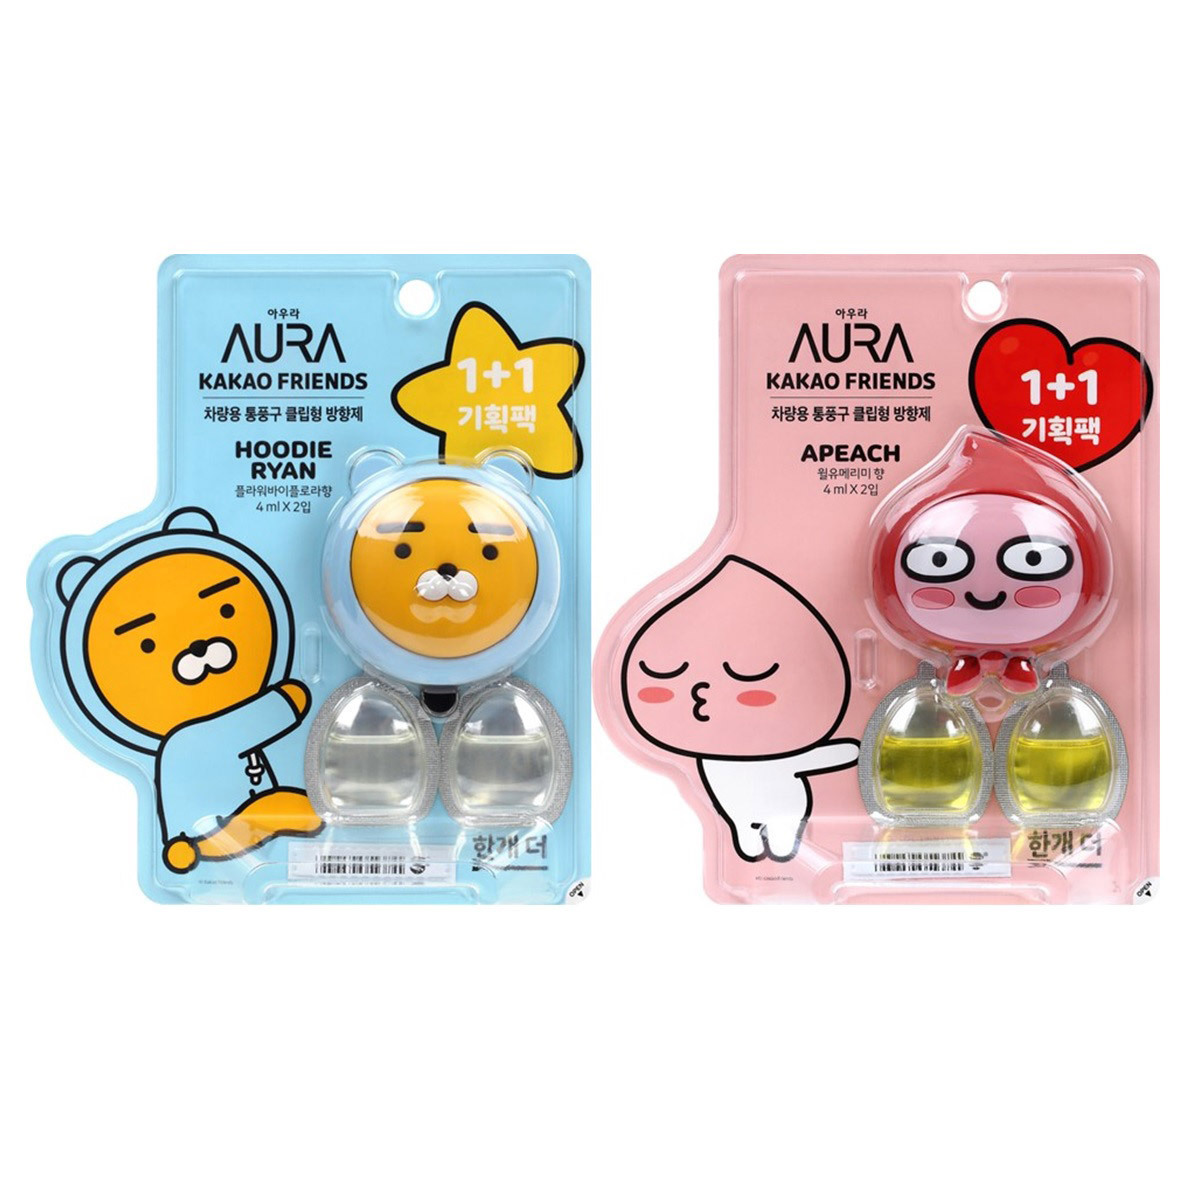 아우라
AURA
KAKAO FRIENDS
차량용 통풍구 클립형 방향제
1+1
기획팩
HOODIE
RYAN
플라워바이플로라향
4 ml X 2입
한개 더
OPEN
아우라
AURA
KAKAO FRIENDS
차량용 통풍구 클립형 방향제
1+1
기획팩
APEACH
윌유메리미 향
4 ml X 2입
한개 더
OPEN